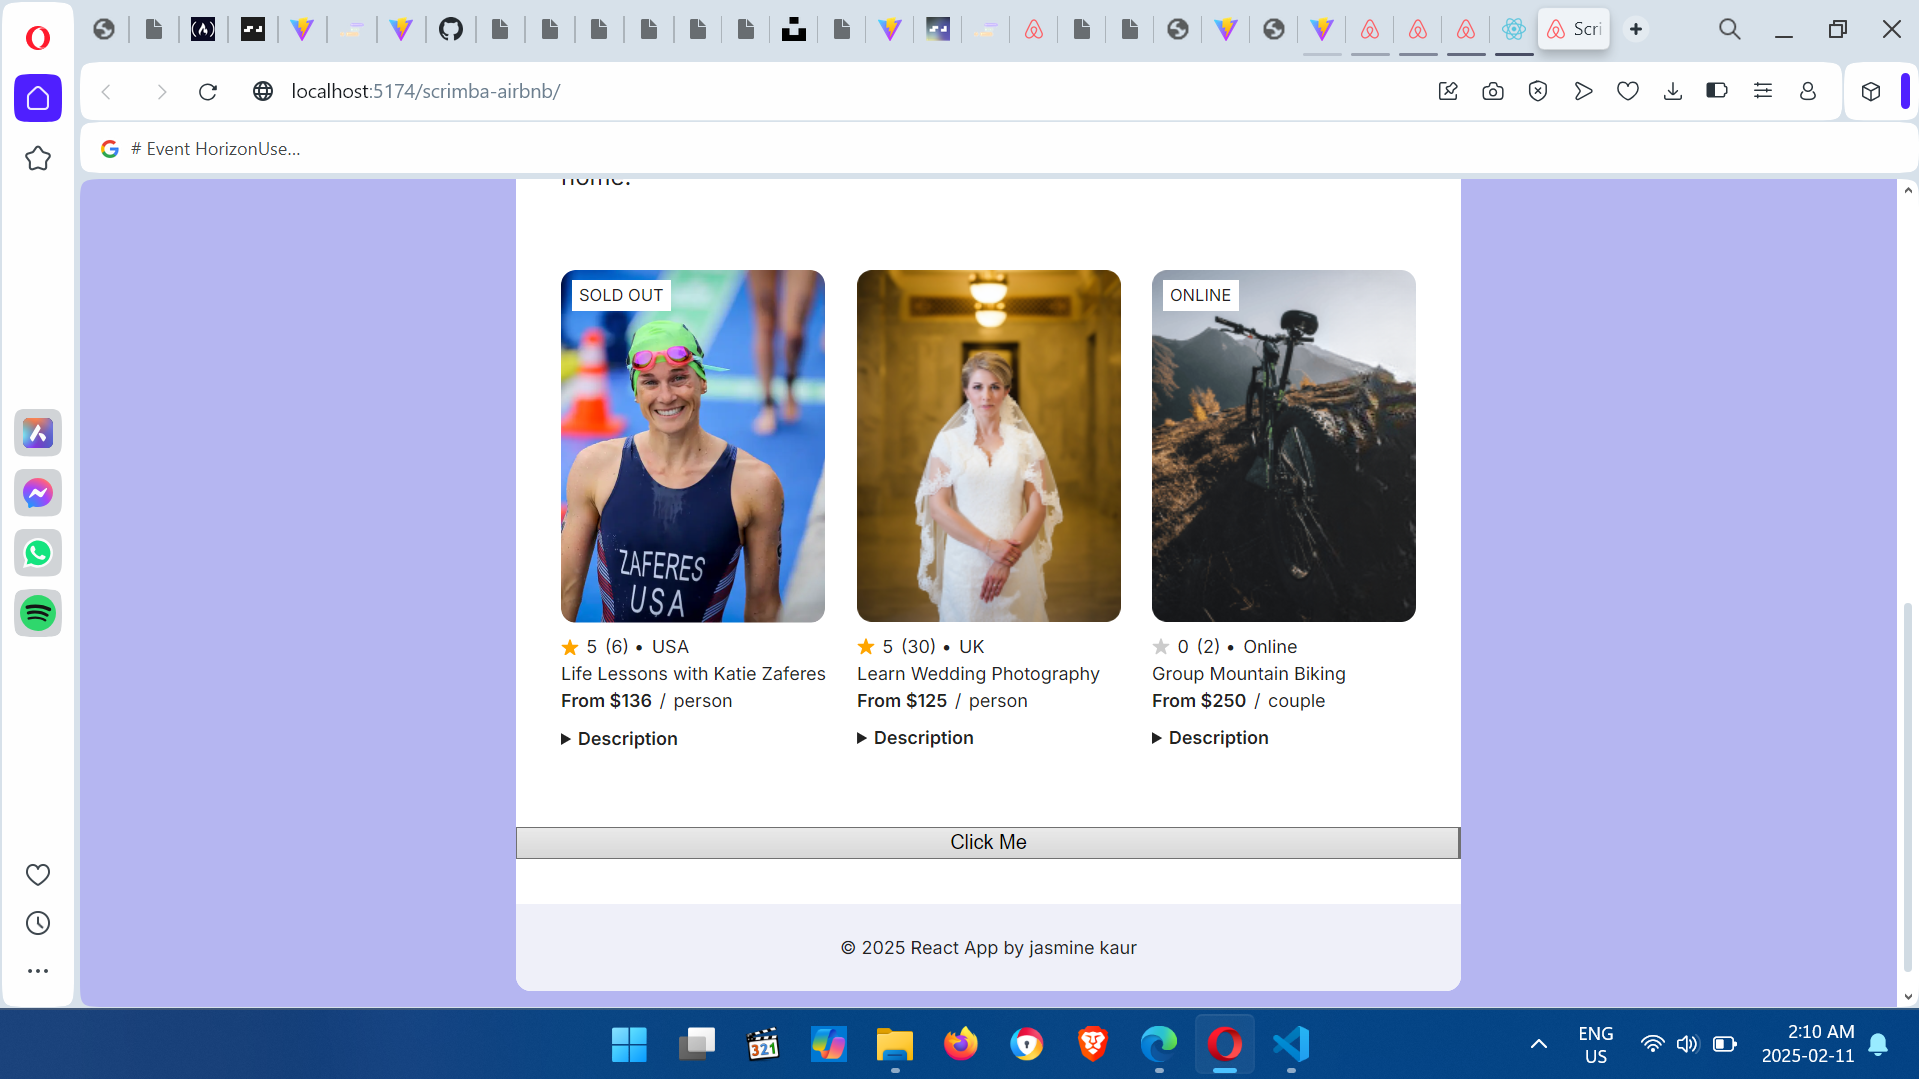 Scri
localhost:5174/scrimba-airbnb/
# Event HorizonUse...
home.
SOLD OUT
ONLINE
ZAFERES
USA
5 (6) • USA
Life Lessons with Katie Zaferes
From $136 / person
Description
5 (30) • UK
Learn Wedding Photography
From $125 / person
Description
0 (2) • Online
Group Mountain Biking
From $250 / couple
Description
Click Me
© 2025 React App by jasmine kaur
321
ENG
US
2:10 AM
2025-02-11